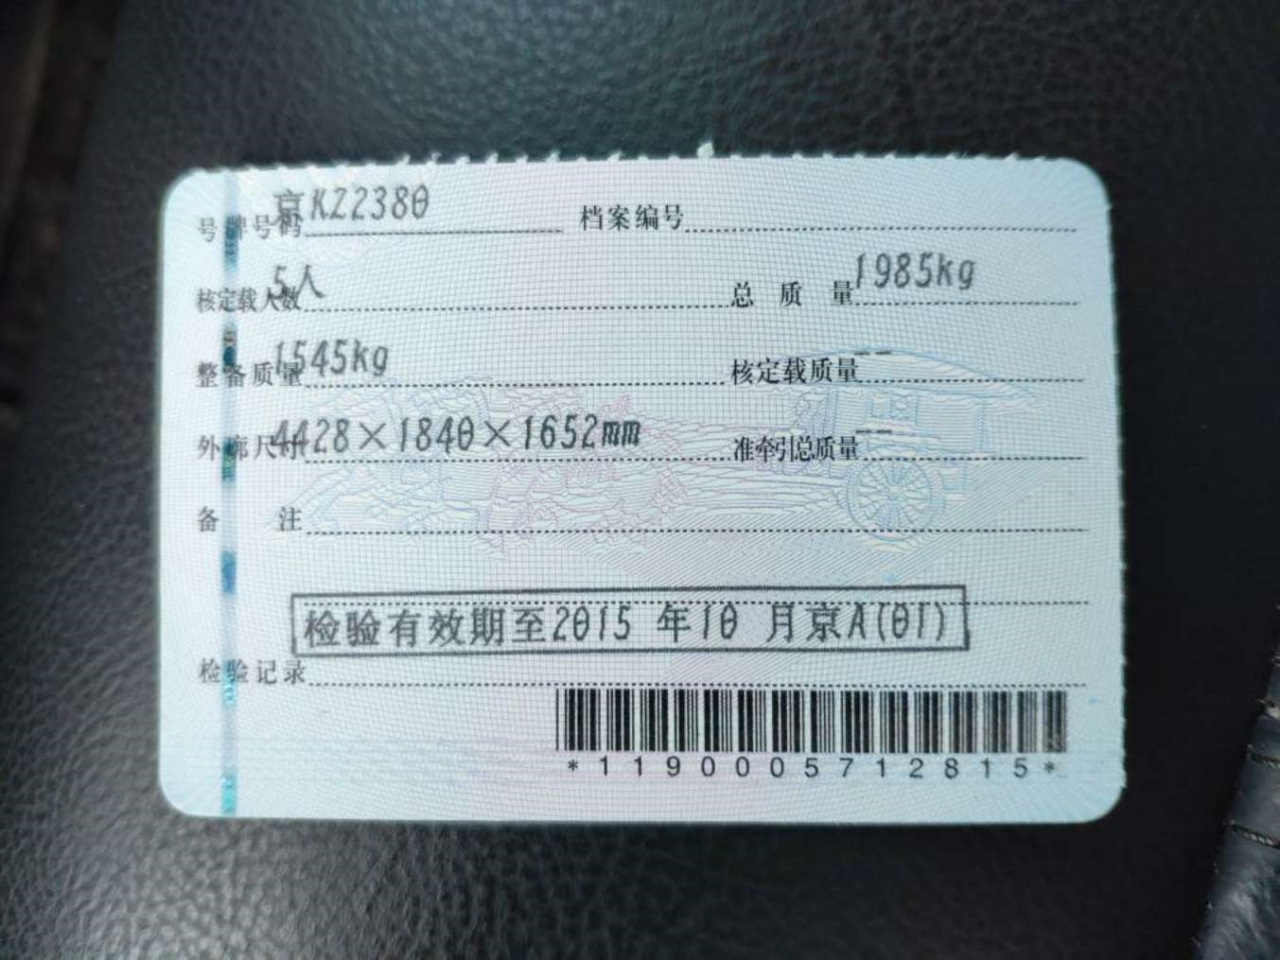 号牌号码 京KZ2380 档案编号
核定载人数 5人 总质量 1985kg
整备质量 1545kg 核定载质量 --
外廓尺寸 4428×1840×1652mm 准牵引总质量 --
备注
检验有效期至2015 年10 月京A(01)
检验记录
*1190005712815*